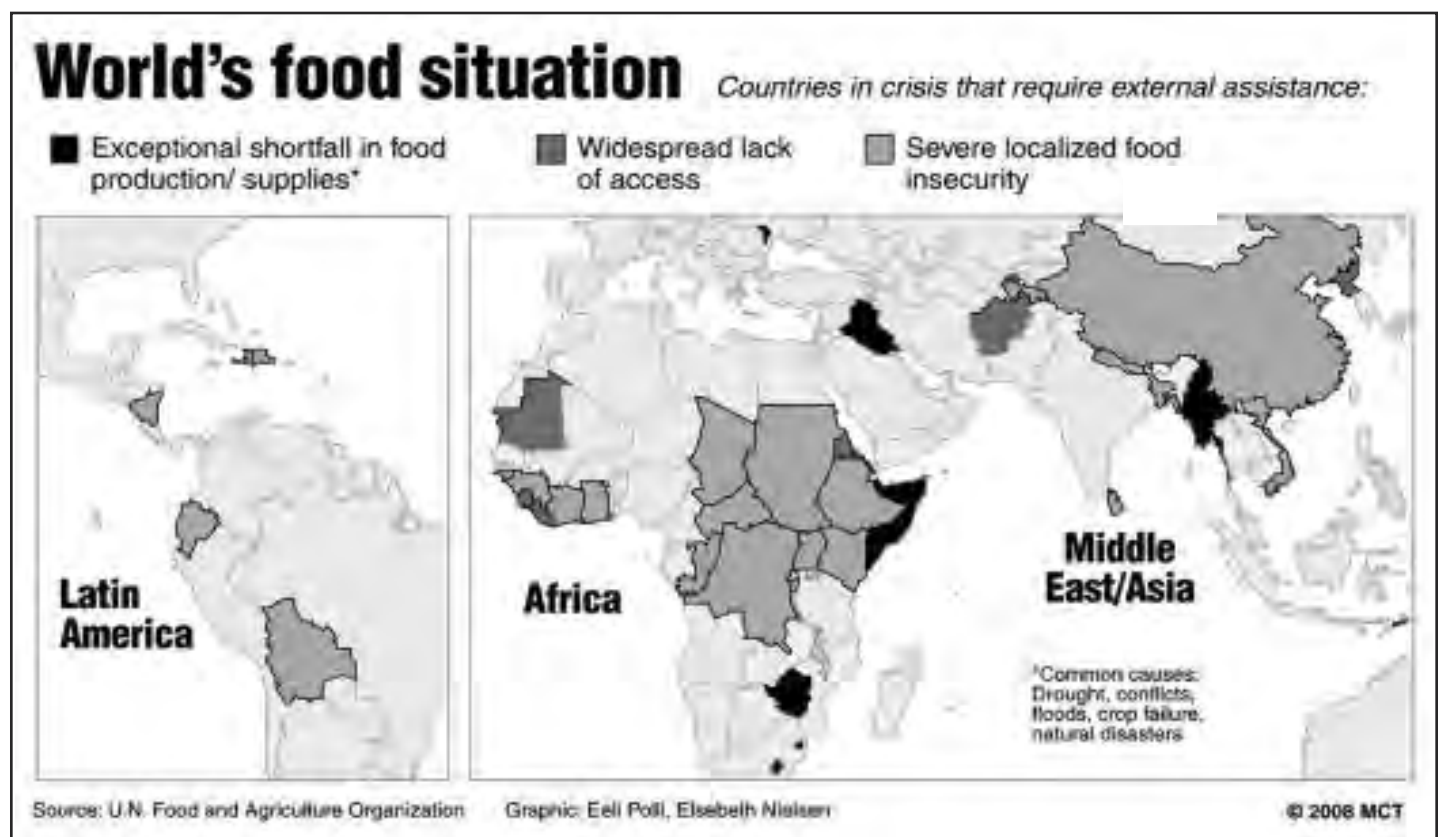 World's food situation
Countries in crisis that require external assistance:
Exceptional shortfall in food
production/ supplies*
Widespread lack
of access
Severe localized food
insecurity
Latin
America
Africa
Middle
East/Asia
*Common causes:
Drought, conflicts,
floods, crop failure,
natural disasters
Source: U.N. Food and Agriculture Organization
Graphic: Eeli Polli, Elsebeth Nielsen
© 2008 MCT